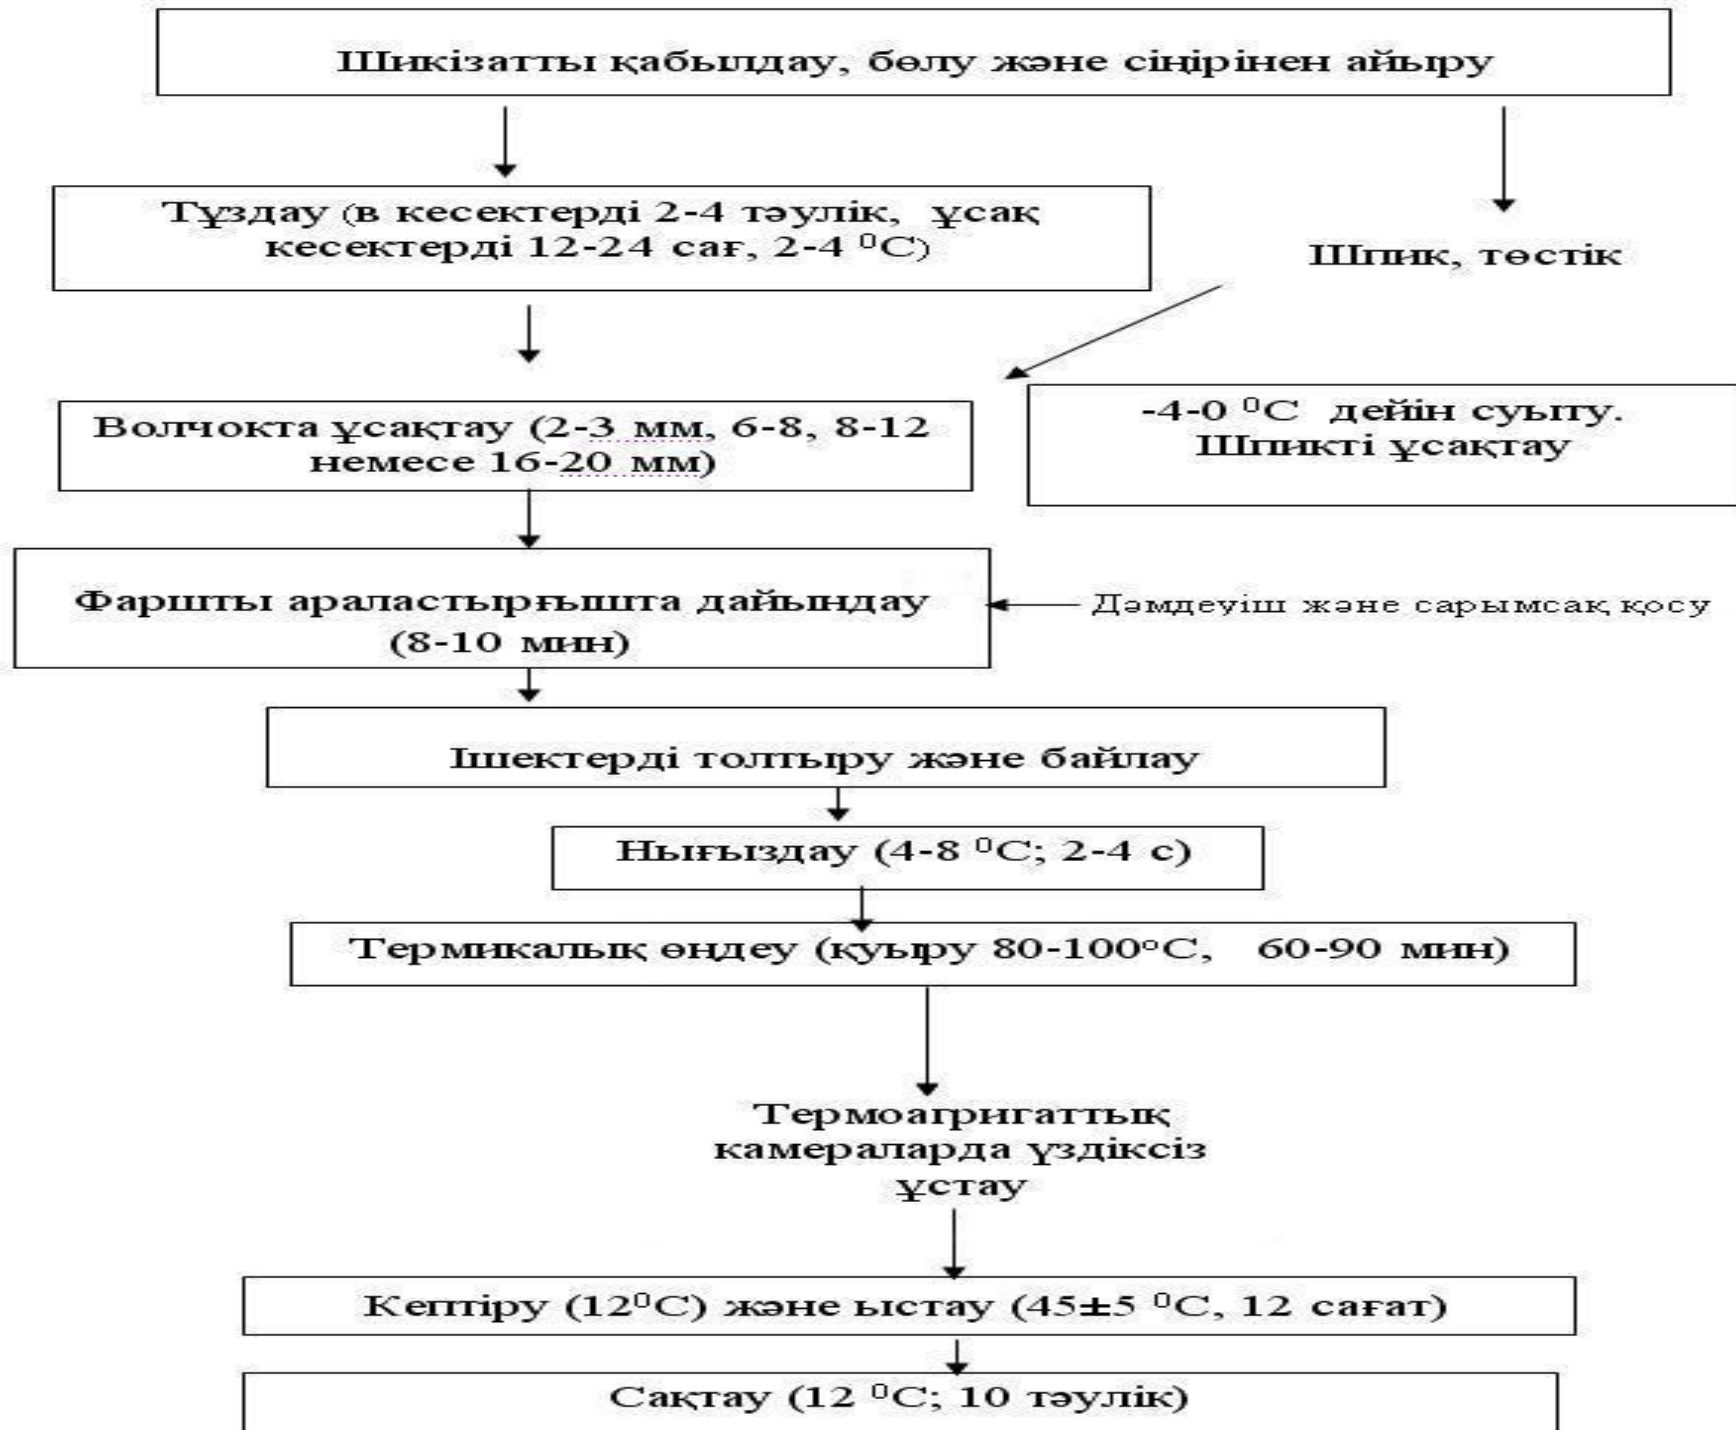 Шикізатты қабылдау, бөлу және сіңірінен айыру
Тұздау (в кесектерді 2-4 тәулік, ұсақ
кесектерді 12-24 сағ, 2-4 ⁰С)
Шпик, төстік
Волчокта ұсақтау (2-3 мм, 6-8, 8-12
немесе 16-20 мм)
-4-0 ⁰С дейін суыту.
Шпикті ұсақтау
Фаршты араластырғышта дайындау
(8-10 мин)
Дәмдеуіш және сарымсақ қосу
Ішектерді толтыру және байлау
Нығыздау (4-8 ⁰С; 2-4 с)
Термикалық өңдеу (қуыру 80-100°С, 60-90 мин)
Термоагригаттық
камераларда үздіксіз
ұстау
Кептіру (12⁰С) және ыстау (45±5 ⁰С, 12 сағат)
Сақтау (12 ⁰С; 10 тәулік)